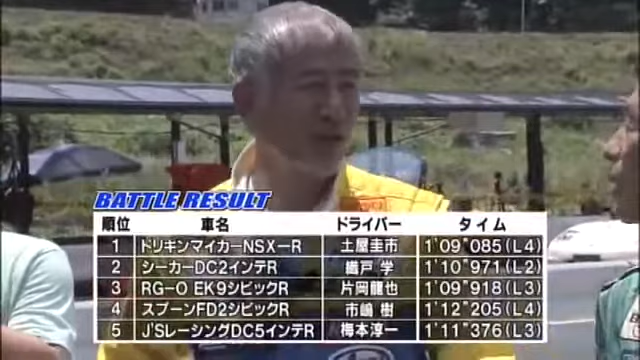 BATTLE RESULT
順位 車名 ドライバー タイム
1 ドリキンマイカーNSX－R 土屋圭市 1'09"085(L4)
2 シーカーDC2インテR 織戸 学 1'10"971(L2)
3 RG-O EK9シビックR 片岡龍也 1'09"918(L3)
4 スプーンFD2シビックR 市嶋 樹 1'12"205(L4)
5 J'SレーシングDC5インテR 梅本淳一 1'11"376(L3)